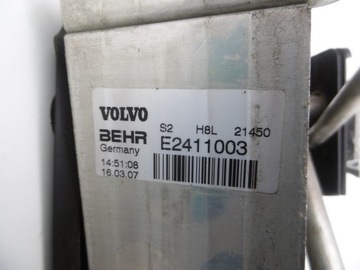 VOLVO S2 H8L 21450
BEHR E2411003
Germany
14:51:08
16.03.07